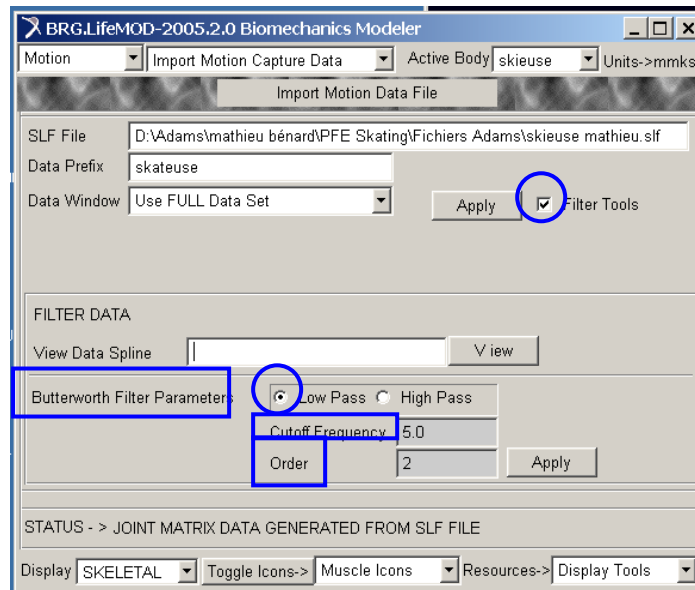 BRG.LifeMOD-2005.2.0 Biomechanics Modeler
Motion Import Motion Capture Data Active Body skieuse Units->mmks
Import Motion Data File
SLF File D:\Adams\mathieu bénard\PFE Skating\Fichiers Adams\skieuse mathieu.slf
Data Prefix skateuse
Data Window Use FULL Data Set Apply Filter Tools
FILTER DATA
View Data Spline View
Butterworth Filter Parameters Low Pass High Pass
Cutoff Frequency 5.0
Order 2 Apply
STATUS - > JOINT MATRIX DATA GENERATED FROM SLF FILE
Display SKELETAL Toggle Icons-> Muscle Icons Resources-> Display Tools